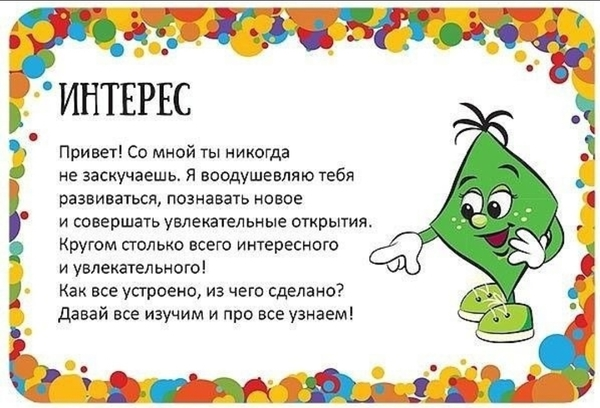 ИНТЕРЕС
Привет! Со мной ты никогда
не заскучаешь. Я воодушевляю тебя
развиваться, познавать новое
и совершать увлекательные открытия.
Кругом столько всего интересного
и увлекательного!
Как все устроено, из чего сделано?
Давай все изучим и про все узнаем!